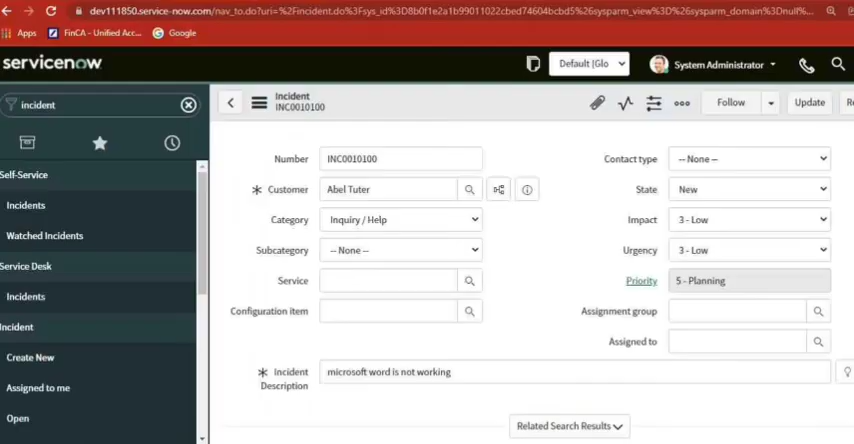 dev111850.service-now.com/nav_to.do?uri=%2Fincident.do%3Fsys_id%3D8b0f1e2a1b99011022cbed74604bcbd5%26sysparm_view%3D%26sysparm_domain%3Dnull%...
Apps FinCA - Unified Acc... Google
servicenow Default |Glo System Administrator
incident
Incident
INC0010100
Follow Update
Self-Service
Incidents
Watched Incidents
Service Desk
Incidents
Incident
Create New
Assigned to me
Open
Number INC0010100
Customer Abel Tuter
Category Inquiry / Help
Subcategory -- None --
Service
Configuration item
Contact type -- None --
State New
Impact 3 - Low
Urgency 3 - Low
Priority 5 - Planning
Assignment group
Assigned to
Incident Description microsoft word is not working
Related Search Results